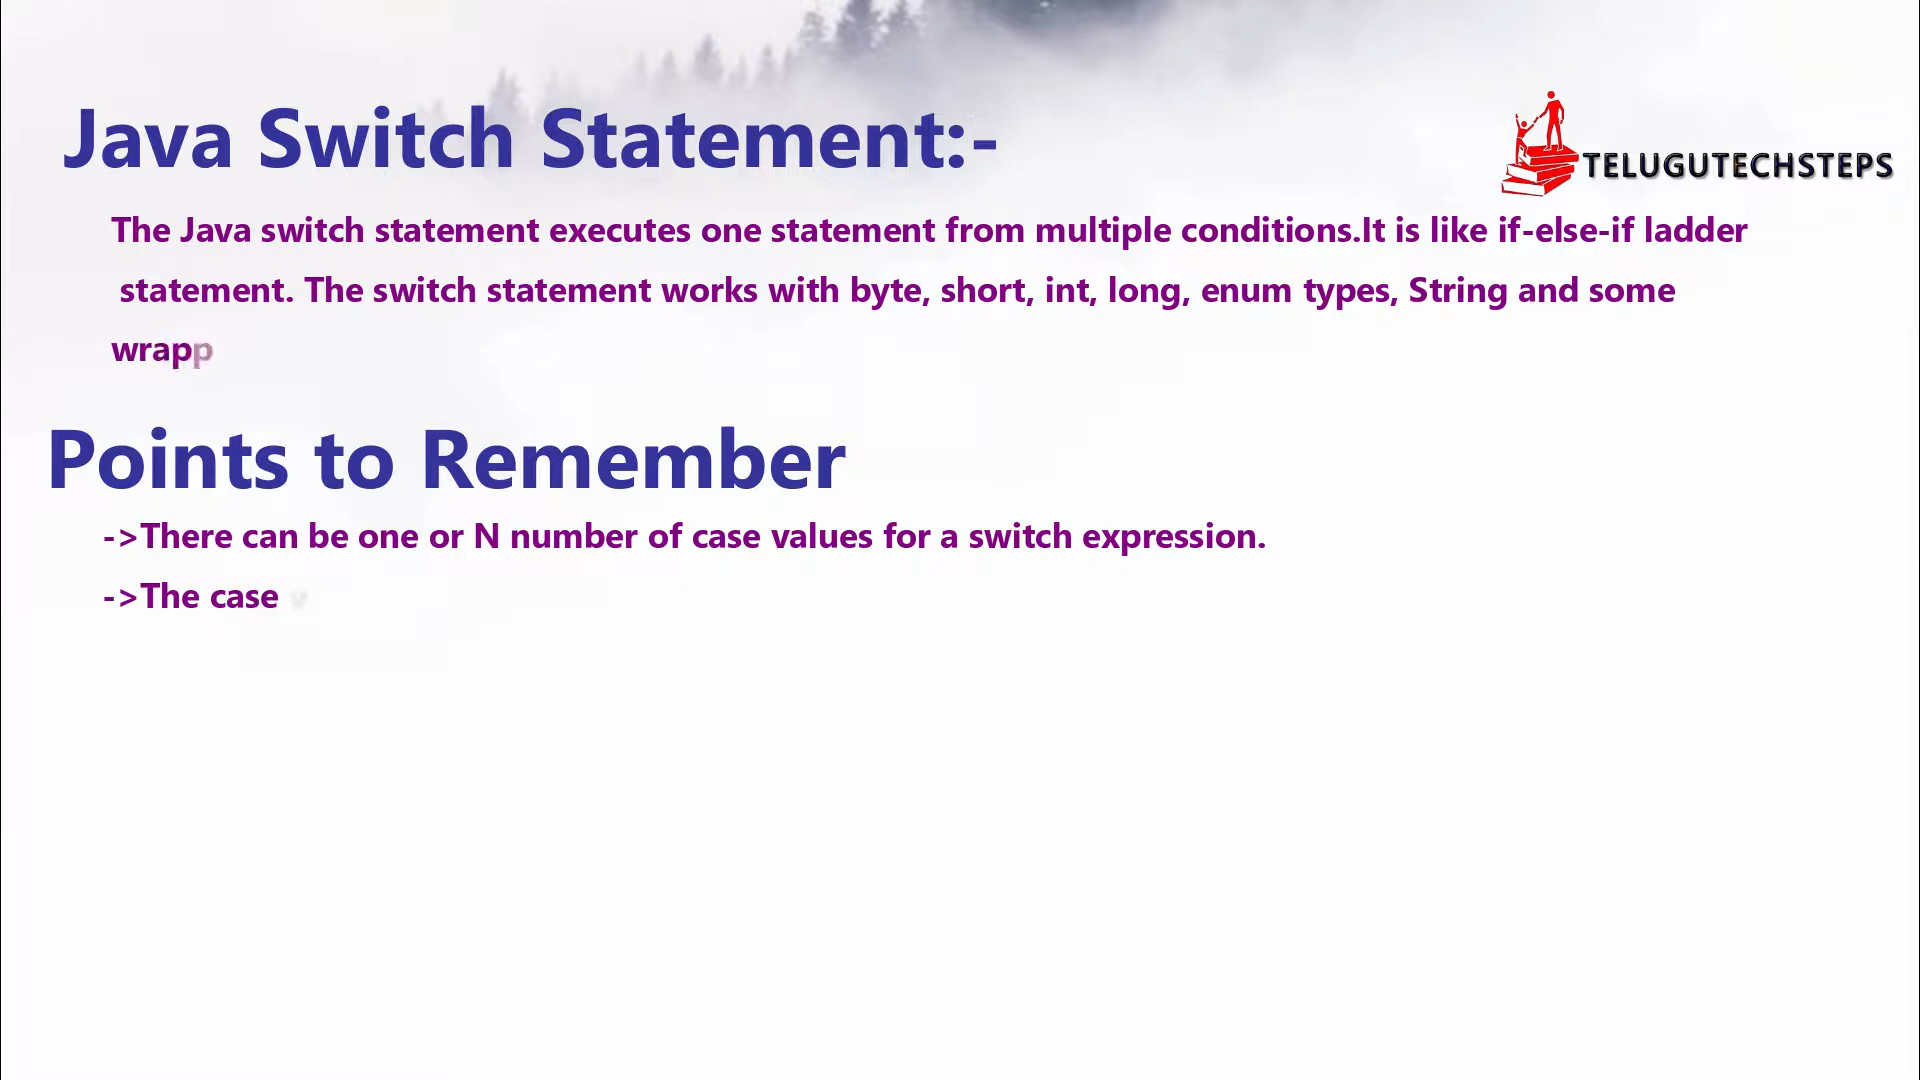 Java Switch Statement:-
TELUGUTECHSTEPS
The Java switch statement executes one statement from multiple conditions.It is like if-else-if ladder
statement. The switch statement works with byte, short, int, long, enum types, String and some
wrapp
Points to Remember
->There can be one or N number of case values for a switch expression.
->The case v